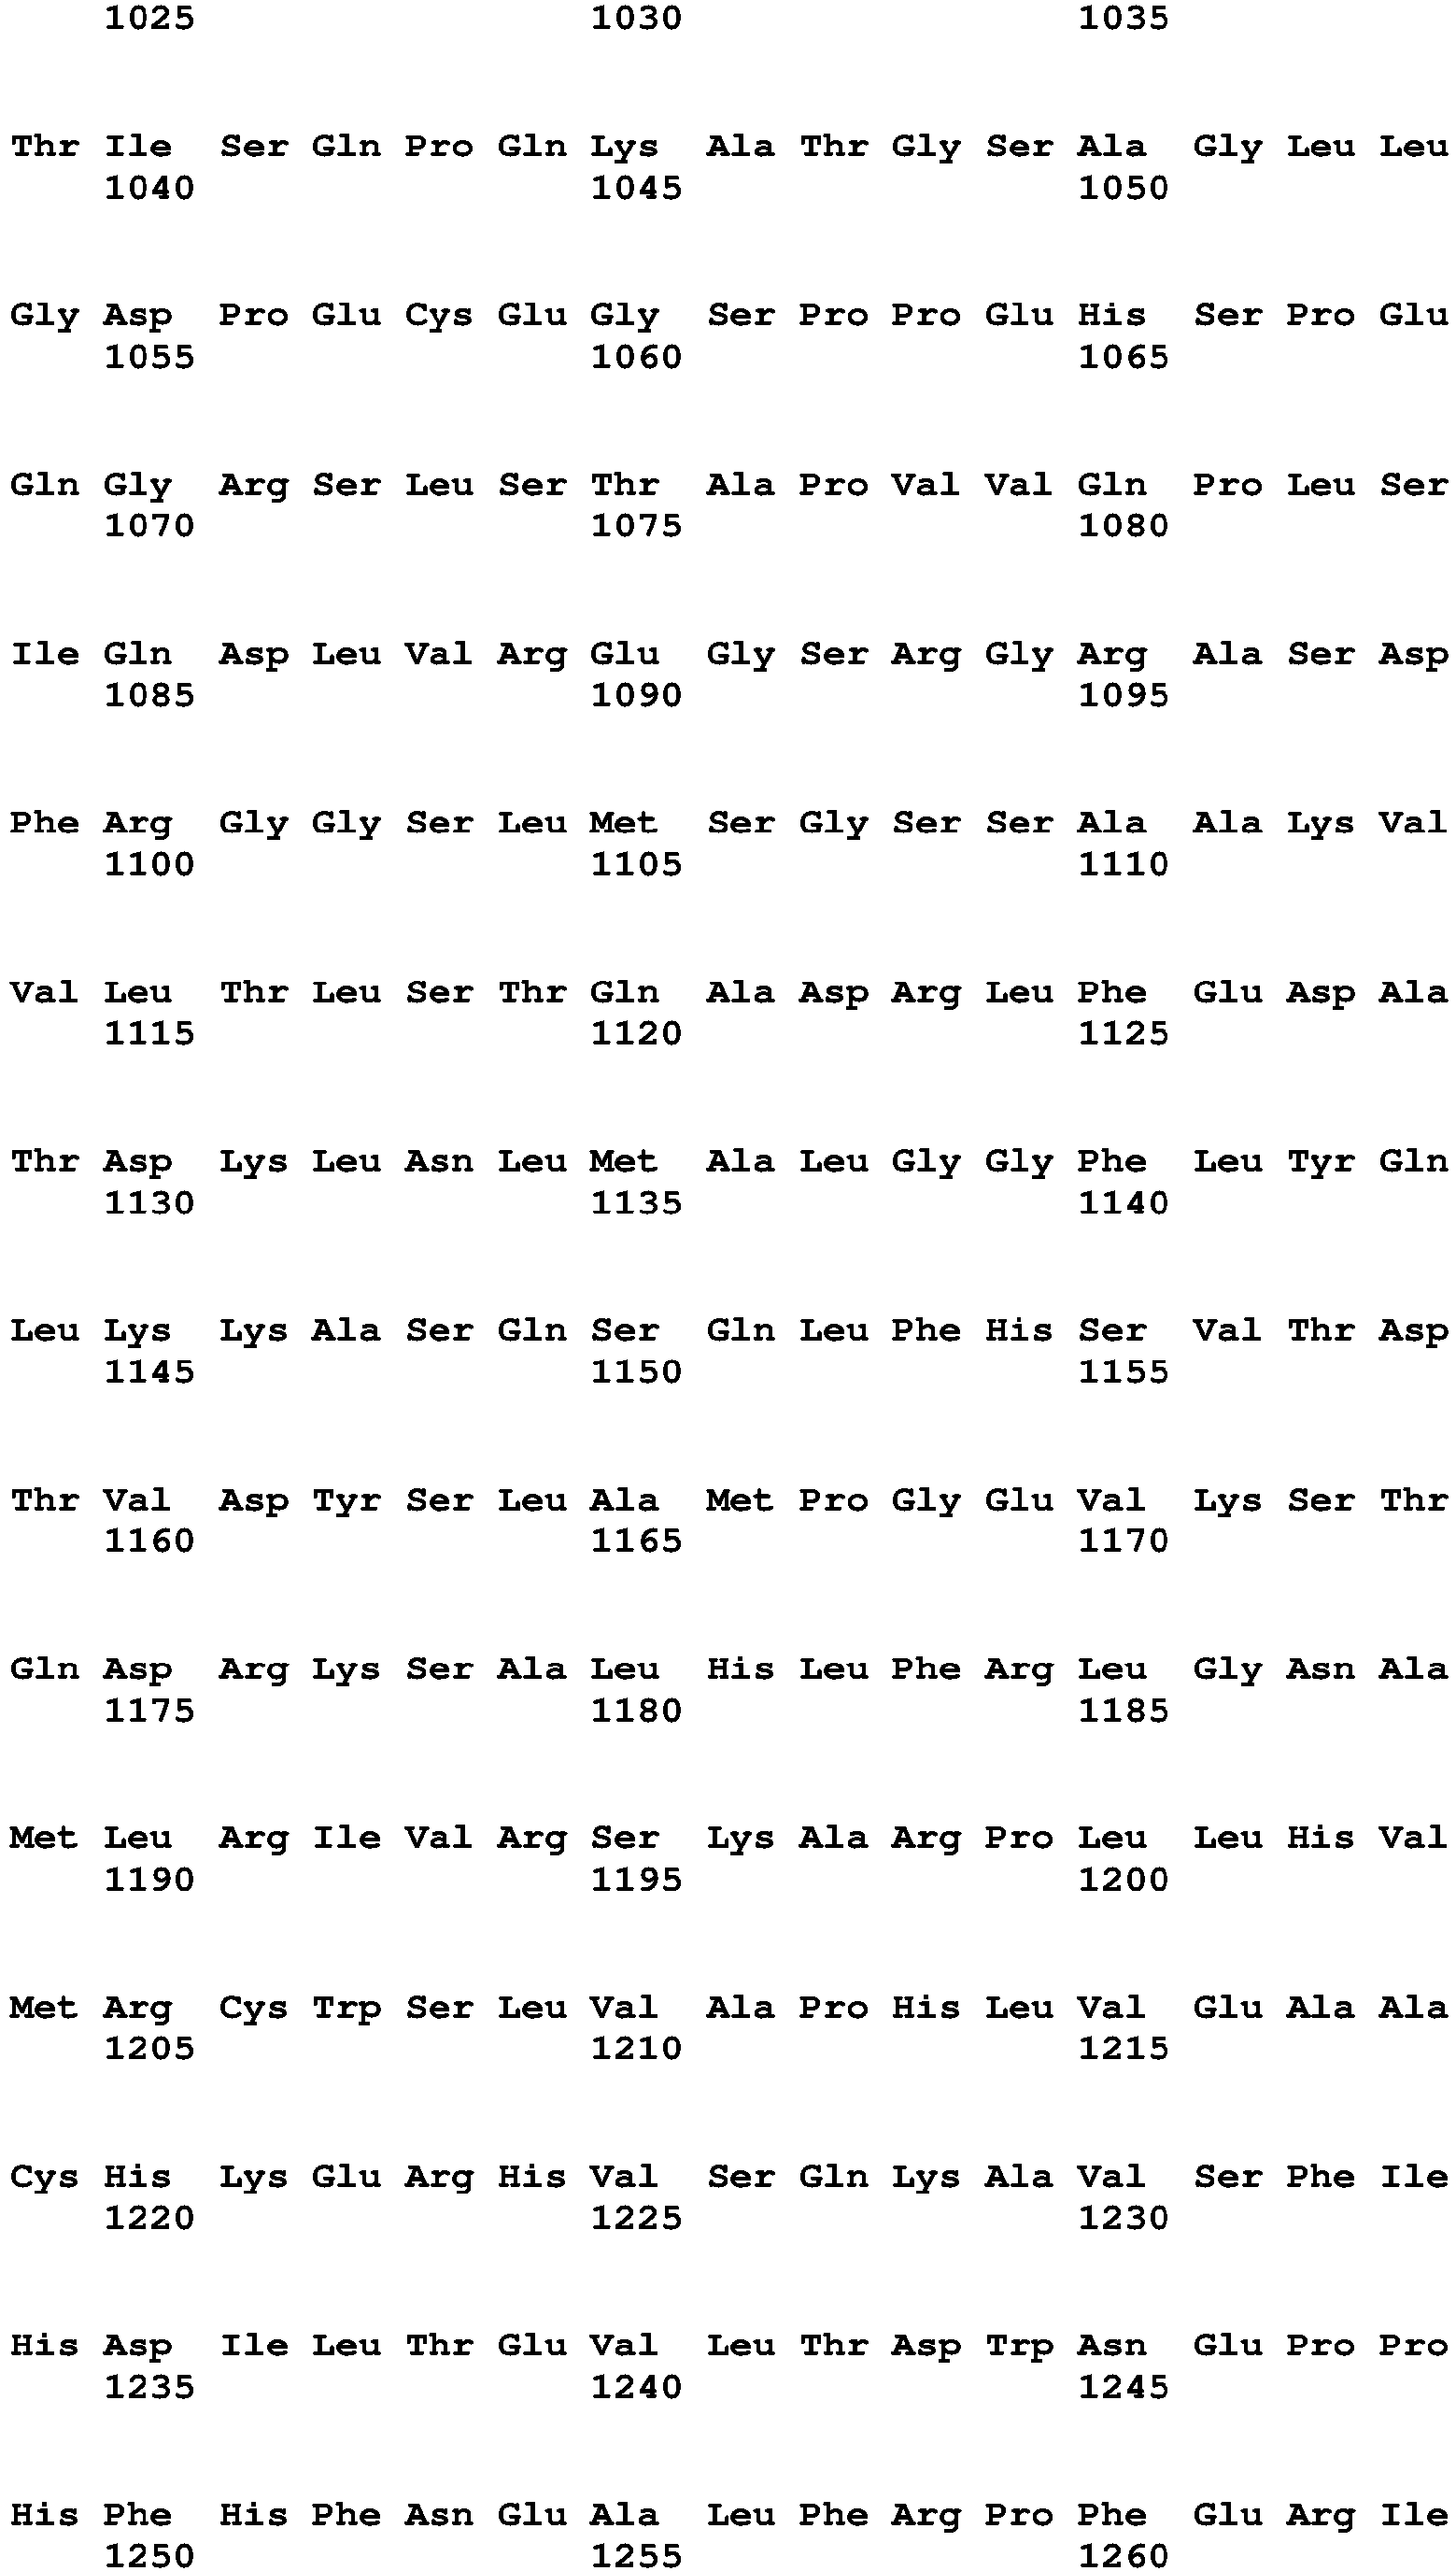 1025 1030 1035
Thr Ile Ser Gln Pro Gln Lys Ala Thr Gly Ser Ala Gly Leu Leu
1040 1045 1050
Gly Asp Pro Glu Cys Glu Gly Ser Pro Pro Glu His Ser Pro Glu
1055 1060 1065
Gln Gly Arg Ser Leu Ser Thr Ala Pro Val Val Gln Pro Leu Ser
1070 1075 1080
Ile Gln Asp Leu Val Arg Glu Gly Ser Arg Gly Arg Ala Ser Asp
1085 1090 1095
Phe Arg Gly Gly Ser Leu Met Ser Gly Ser Ser Ala Ala Lys Val
1100 1105 1110
Val Leu Thr Leu Ser Thr Gln Ala Asp Arg Leu Phe Glu Asp Ala
1115 1120 1125
Thr Asp Lys Leu Asn Leu Met Ala Leu Gly Gly Phe Leu Tyr Gln
1130 1135 1140
Leu Lys Lys Ala Ser Gln Ser Gln Leu Phe His Ser Val Thr Asp
1145 1150 1155
Thr Val Asp Tyr Ser Leu Ala Met Pro Gly Glu Val Lys Ser Thr
1160 1165 1170
Gln Asp Arg Lys Ser Ala Leu His Leu Phe Arg Leu Gly Asn Ala
1175 1180 1185
Met Leu Arg Ile Val Arg Ser Lys Ala Arg Pro Leu Leu His Val
1190 1195 1200
Met Arg Cys Trp Ser Leu Val Ala Pro His Leu Val Glu Ala Ala
1205 1210 1215
Cys His Lys Glu Arg His Val Ser Gln Lys Ala Val Ser Phe Ile
1220 1225 1230
His Asp Ile Leu Thr Glu Val Leu Thr Asp Trp Asn Glu Pro Pro
1235 1240 1245
His Phe His Phe Asn Glu Ala Leu Phe Arg Pro Phe Glu Arg Ile
1250 1255 1260